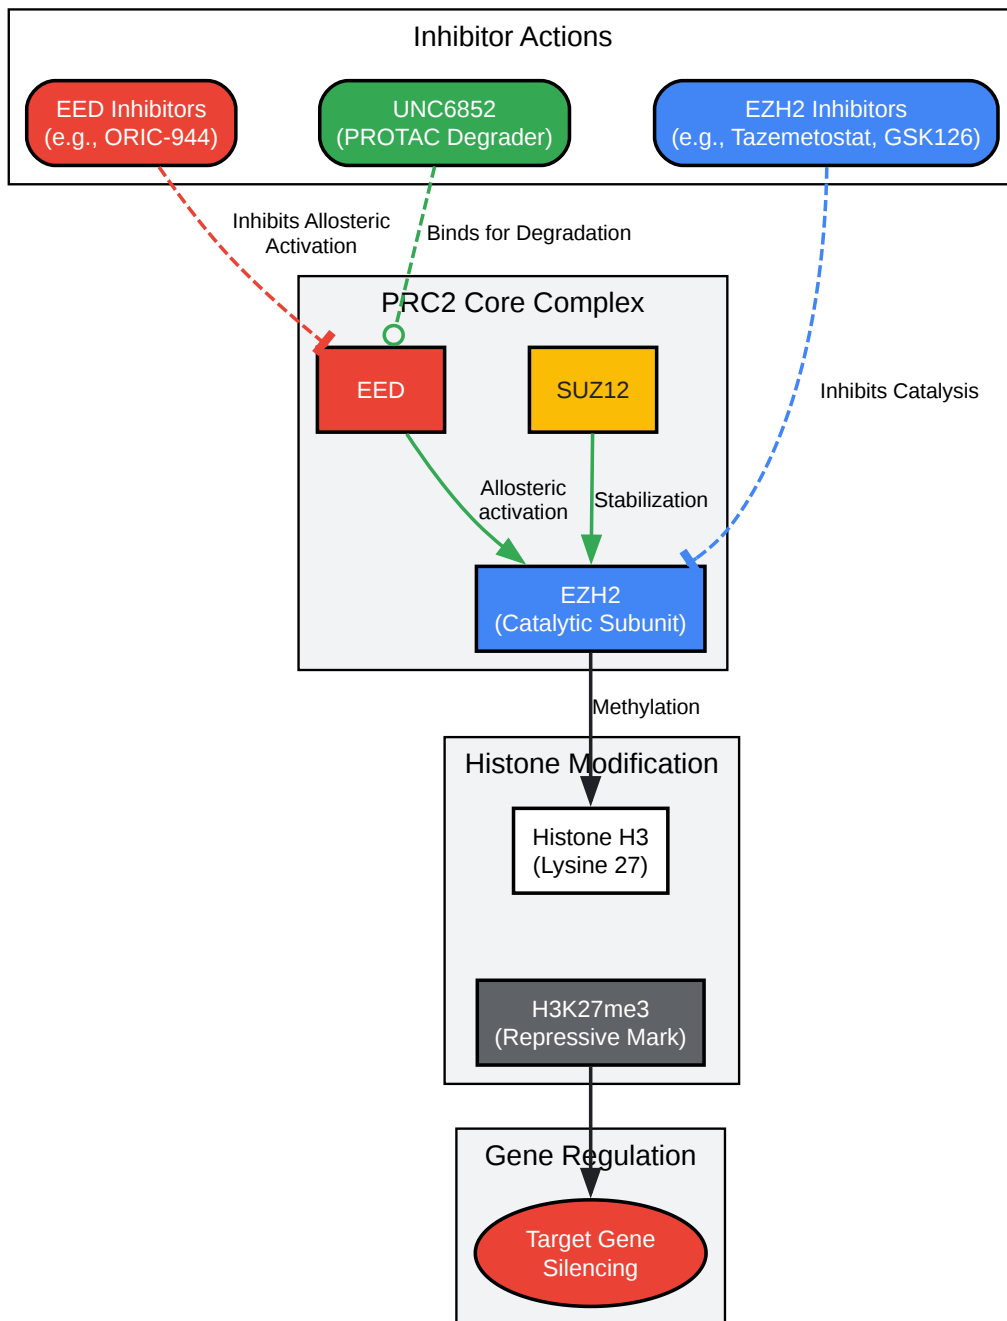 Inhibitor Actions
EED Inhibitors
(e.g., ORIC-944)
UNC6852
(PROTAC Degrader)
EZH2 Inhibitors
(e.g., Tazemetostat, GSK126)
Inhibits Allosteric
Activation
Binds for Degradation
PRC2 Core Complex
EED
SUZ12
Inhibits Catalysis
Allosteric
activation
Stabilization
EZH2
(Catalytic Subunit)
Methylation
Histone Modification
Histone H3
(Lysine 27)
H3K27me3
(Repressive Mark)
Gene Regulation
Target Gene
Silencing